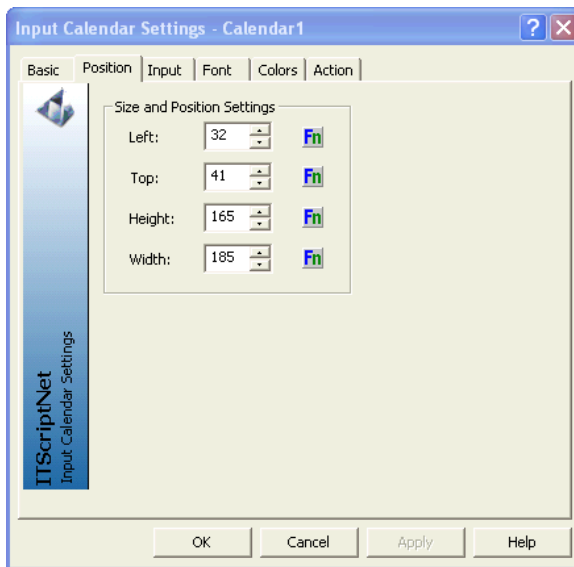 Input Calendar Settings - Calendar1
Basic Position Input Font Colors Action
Size and Position Settings
Left: 32 Fn
Top: 41 Fn
Height: 165 Fn
Width: 185 Fn
ITScriptNet
Input Calendar Settings
OK Cancel Apply Help